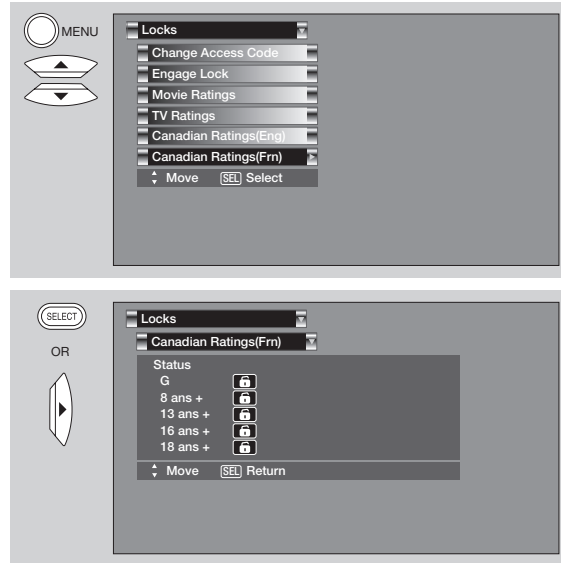 MENU
Locks
Change Access Code
Engage Lock
Movie Ratings
TV Ratings
Canadian Ratings(Eng)
Canadian Ratings(Frn)
Move SEL Select
SELECT
OR
Locks
Canadian Ratings(Frn)
Status
G
8 ans +
13 ans +
16 ans +
18 ans +
Move SEL Return